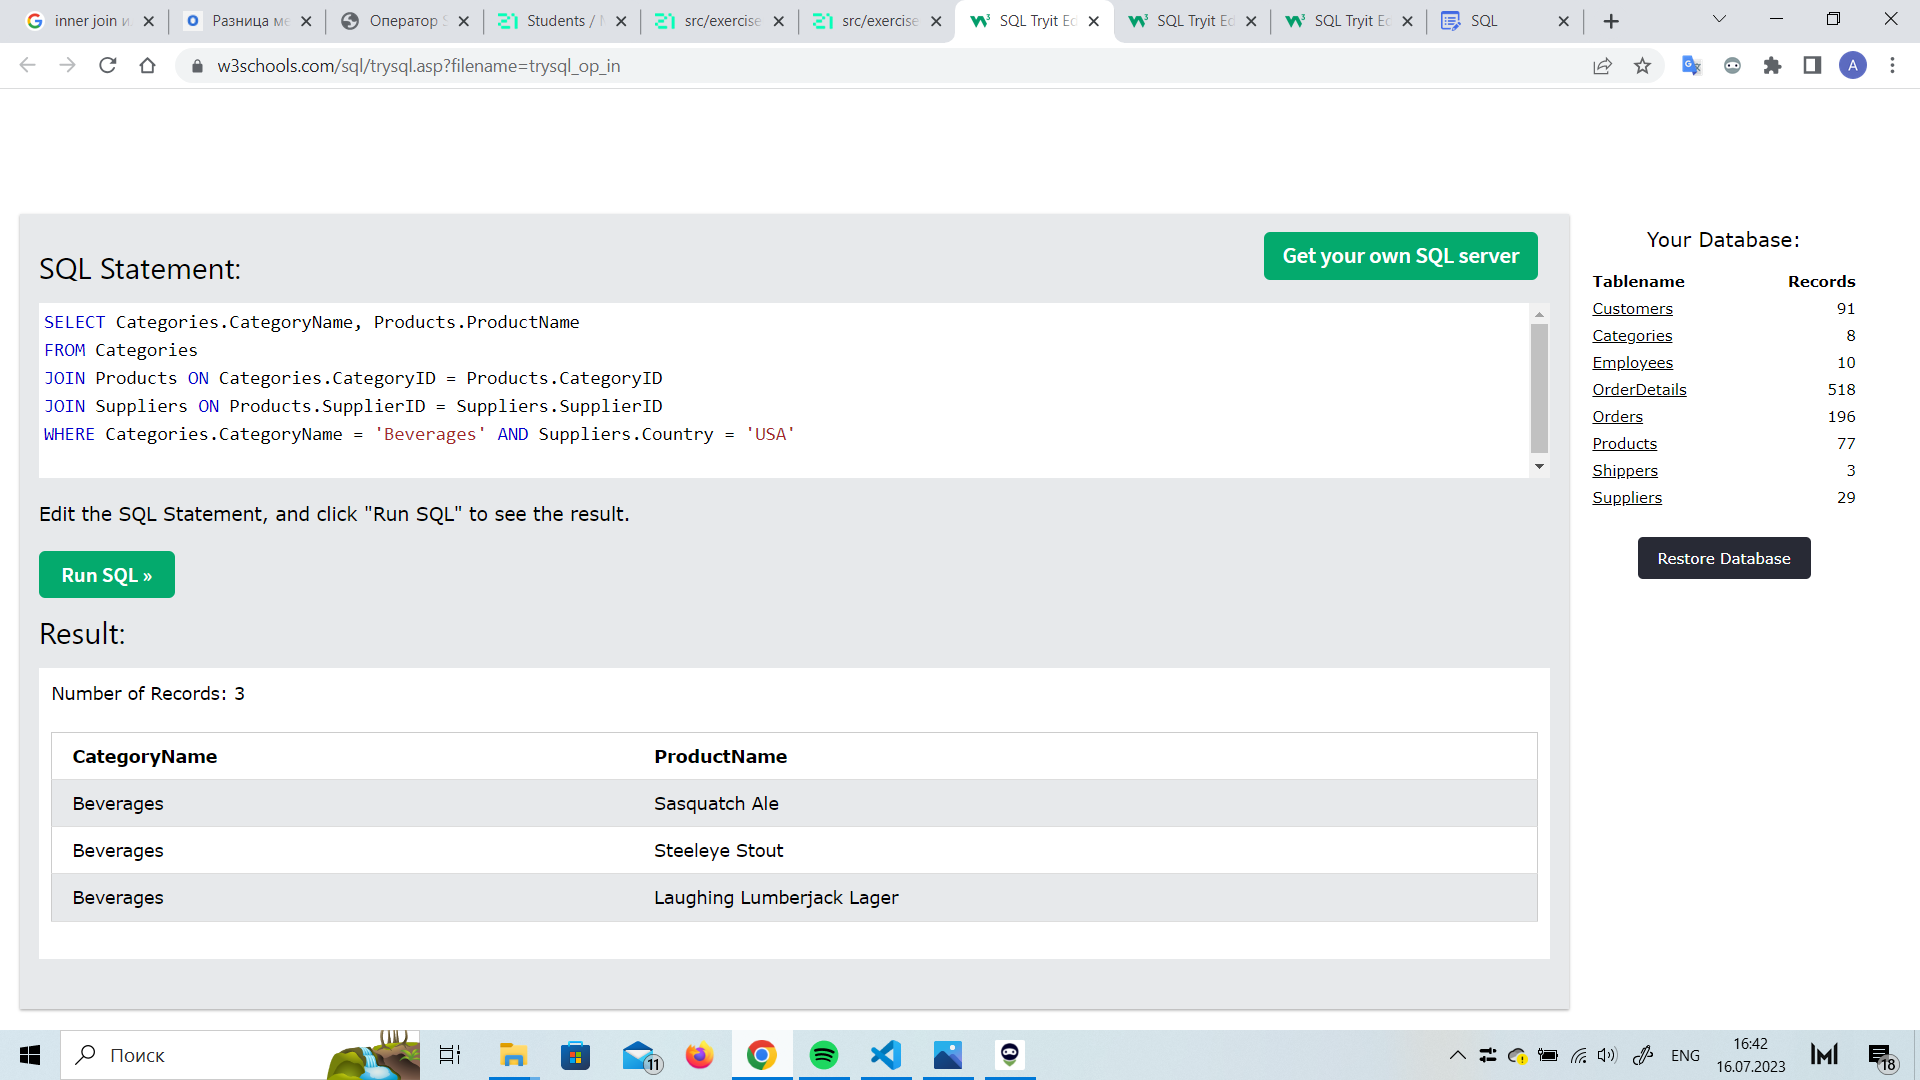 inner join и
Разница ме
Оператор S
Students /
src/exercise
src/exercise
SQL Tryit Ed
SQL Tryit Ed
SQL Tryit Ed
SQL
w3schools.com/sql/trysql.asp?filename=trysql_op_in
A
SQL Statement:
Get your own SQL server
SELECT Categories.CategoryName, Products.ProductName
FROM Categories
JOIN Products ON Categories.CategoryID = Products.CategoryID
JOIN Suppliers ON Products.SupplierID = Suppliers.SupplierID
WHERE Categories.CategoryName = 'Beverages' AND Suppliers.Country = 'USA'
Edit the SQL Statement, and click "Run SQL" to see the result.
Run SQL »
Result:
Number of Records: 3
CategoryName ProductName
Beverages Sasquatch Ale
Beverages Steeleye Stout
Beverages Laughing Lumberjack Lager
Your Database:
Tablename Records
Customers 91
Categories 8
Employees 10
OrderDetails 518
Orders 196
Products 77
Shippers 3
Suppliers 29
Restore Database
Поиск
11
ENG
16:42
16.07.2023
18